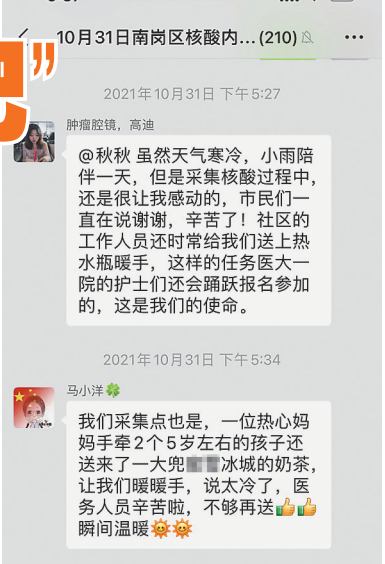 ”
10月31日南岗区核酸内...(210)
2021年10月31日 下午5:27
肿瘤腔镜，高迪
@秋秋 虽然天气寒冷，小雨陪
伴一天，但是采集核酸过程中，
还是很让我感动的，市民们一
直在说谢谢，辛苦了！社区的
工作人员还时常给我们送上热
水瓶暖手，这样的任务医大一
院的护士们还会踊跃报名参加
的，这是我们的使命。
2021年10月31日 下午5:34
马小洋🍀
我们采集点也是，一位热心妈
妈手牵2个5岁左右的孩子还
送来了一大兜冰城的奶茶，
让我们暖暖手，说太冷了，医
务人员辛苦啦，不够再送👍👍
瞬间温暖🌞🌞